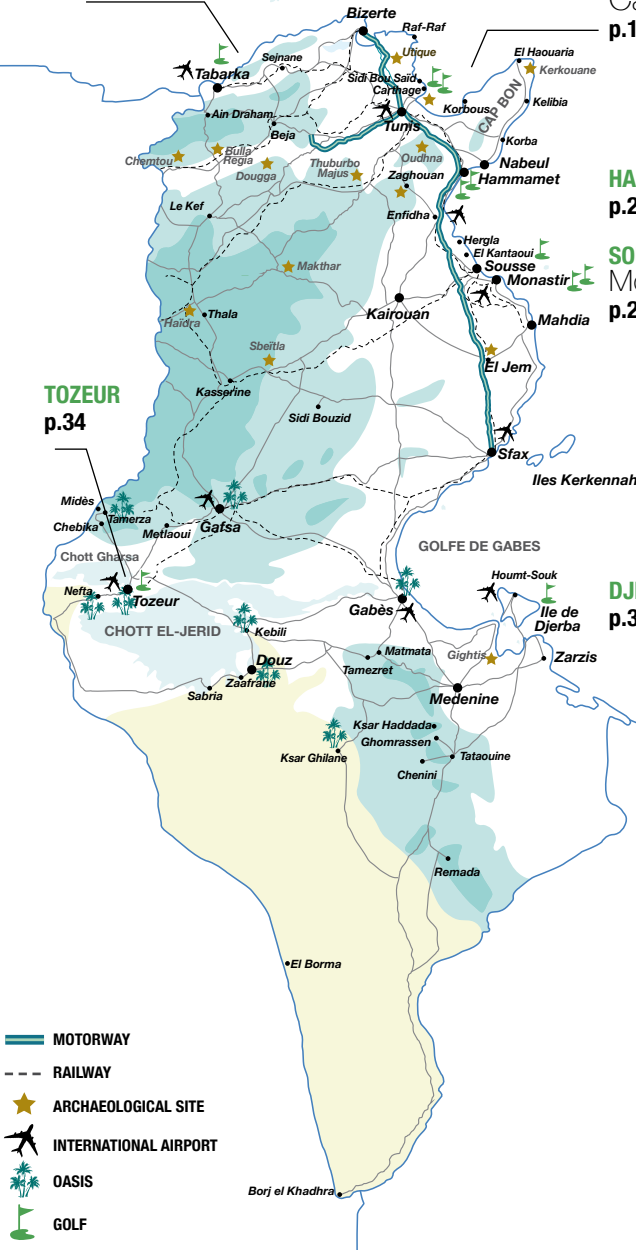 Ca
p.1
Bizerte
Raf-Raf
Utique
Sejnane
El Haouaria
Kerkouane
Tabarka
Sidi Bou Saïd
Carthage
CAP BON
Korbous
Kelibia
Ain Draham
Tunis
Beja
Korba
Chemtou
Bulla
Regia
Dougga
Thuburbo
Majus
Oudhna
Zaghouan
Nabeul
Hammamet
HA
p.2
Le Kef
Enfidha
Hergla
El Kantaoui
SO
Sousse
Monastir
Mo
p.2
Makthar
Kairouan
Mahdia
Haïdra
Thala
Sbeïtla
El Jem
Kasserine
TOZEUR
p.34
Sidi Bouzid
Sfax
Iles Kerkennah
Midès
Tamerza
Chebika
Metlaoui
Gafsa
Chott Gharsa
GOLFE DE GABES
Nefta
Tozeur
Houmt-Souk
Gabès
Ile de
Djerba
DJE
p.3
CHOTT EL-JERID
Kebili
Douz
Matmata
Tamezret
Gightis
Zarzis
Zaafrane
Sabria
Medenine
Ksar Haddada
Ghomrassen
Ksar Ghilane
Tataouine
Chenini
Remada
El Borma
MOTORWAY
RAILWAY
ARCHAEOLOGICAL SITE
INTERNATIONAL AIRPORT
OASIS
GOLF
Borj el Khadhra